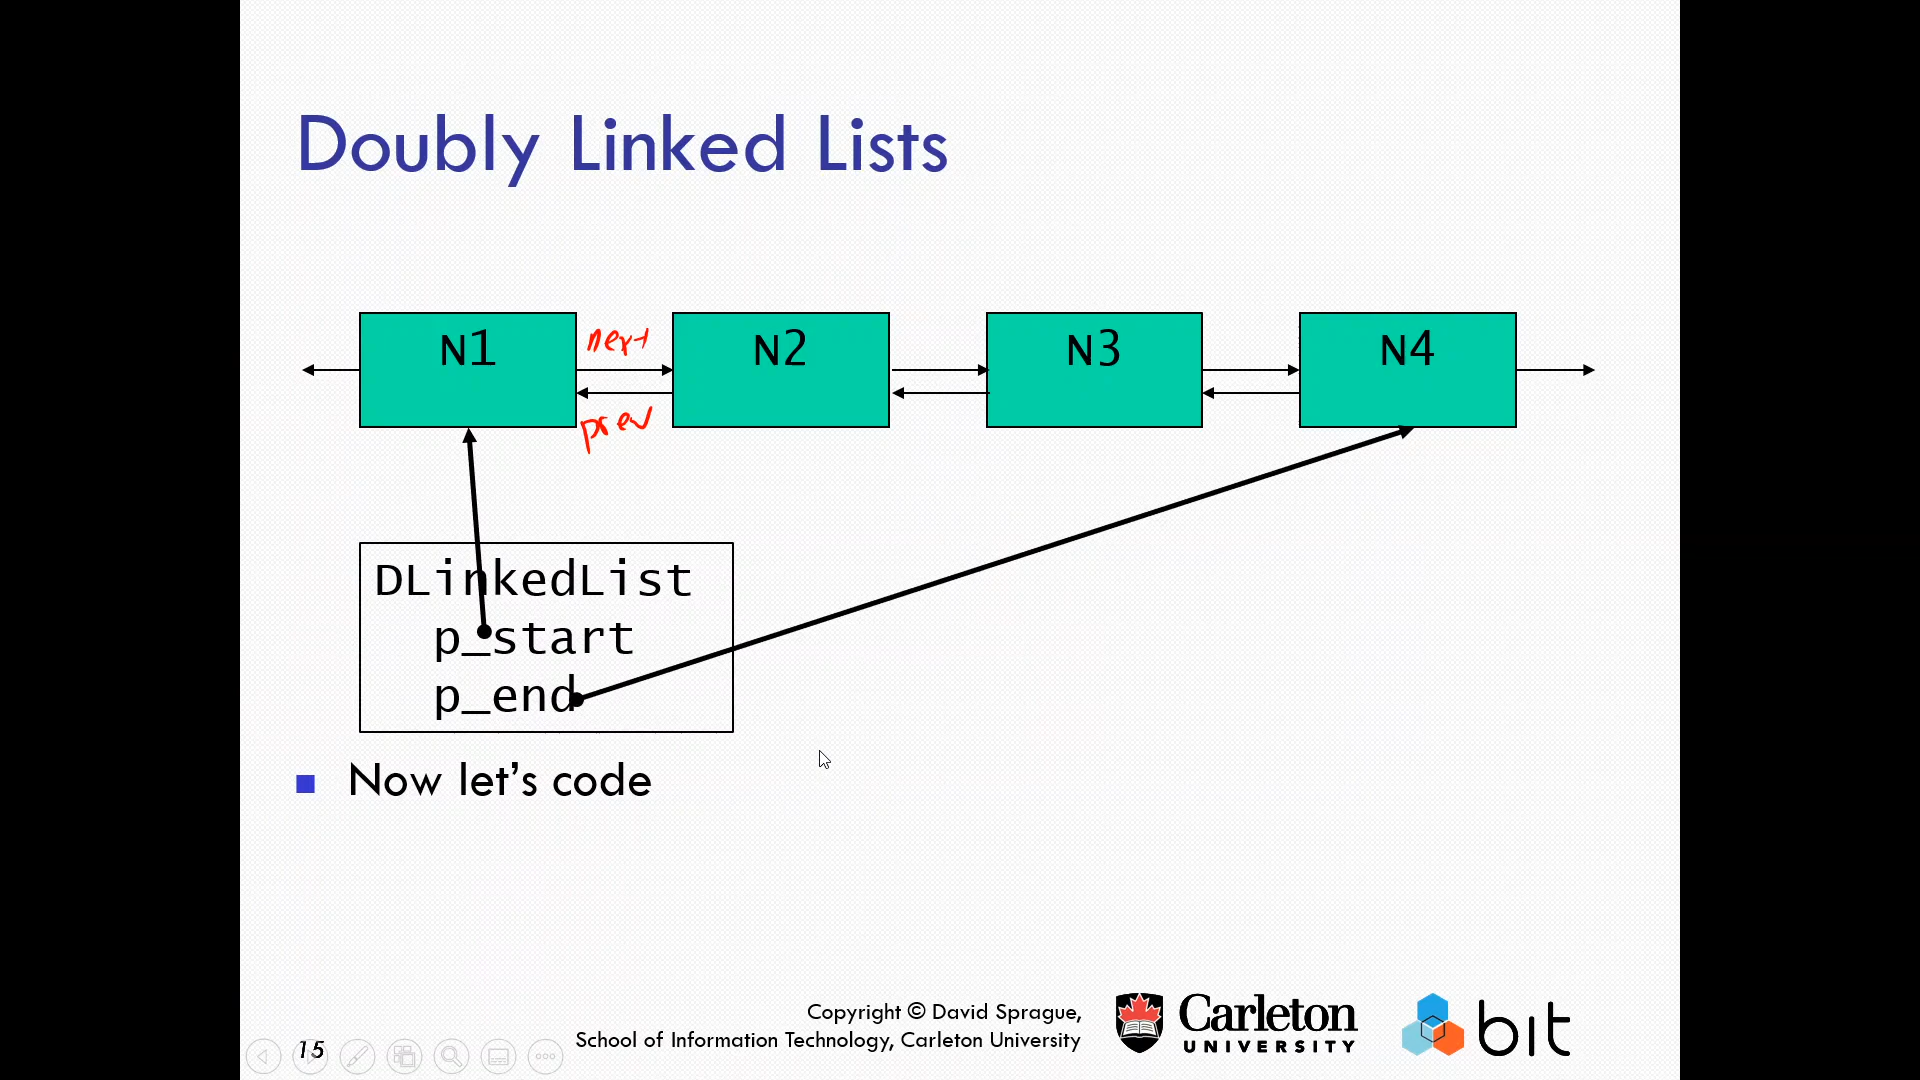 Doubly Linked Lists
N1
next
prev
N2
N3
N4
DLinkedList
p_start
p_end
Now let's code
15
Copyright © David Sprague,
School of Information Technology, Carleton University
Carleton
UNIVERSITY
bit